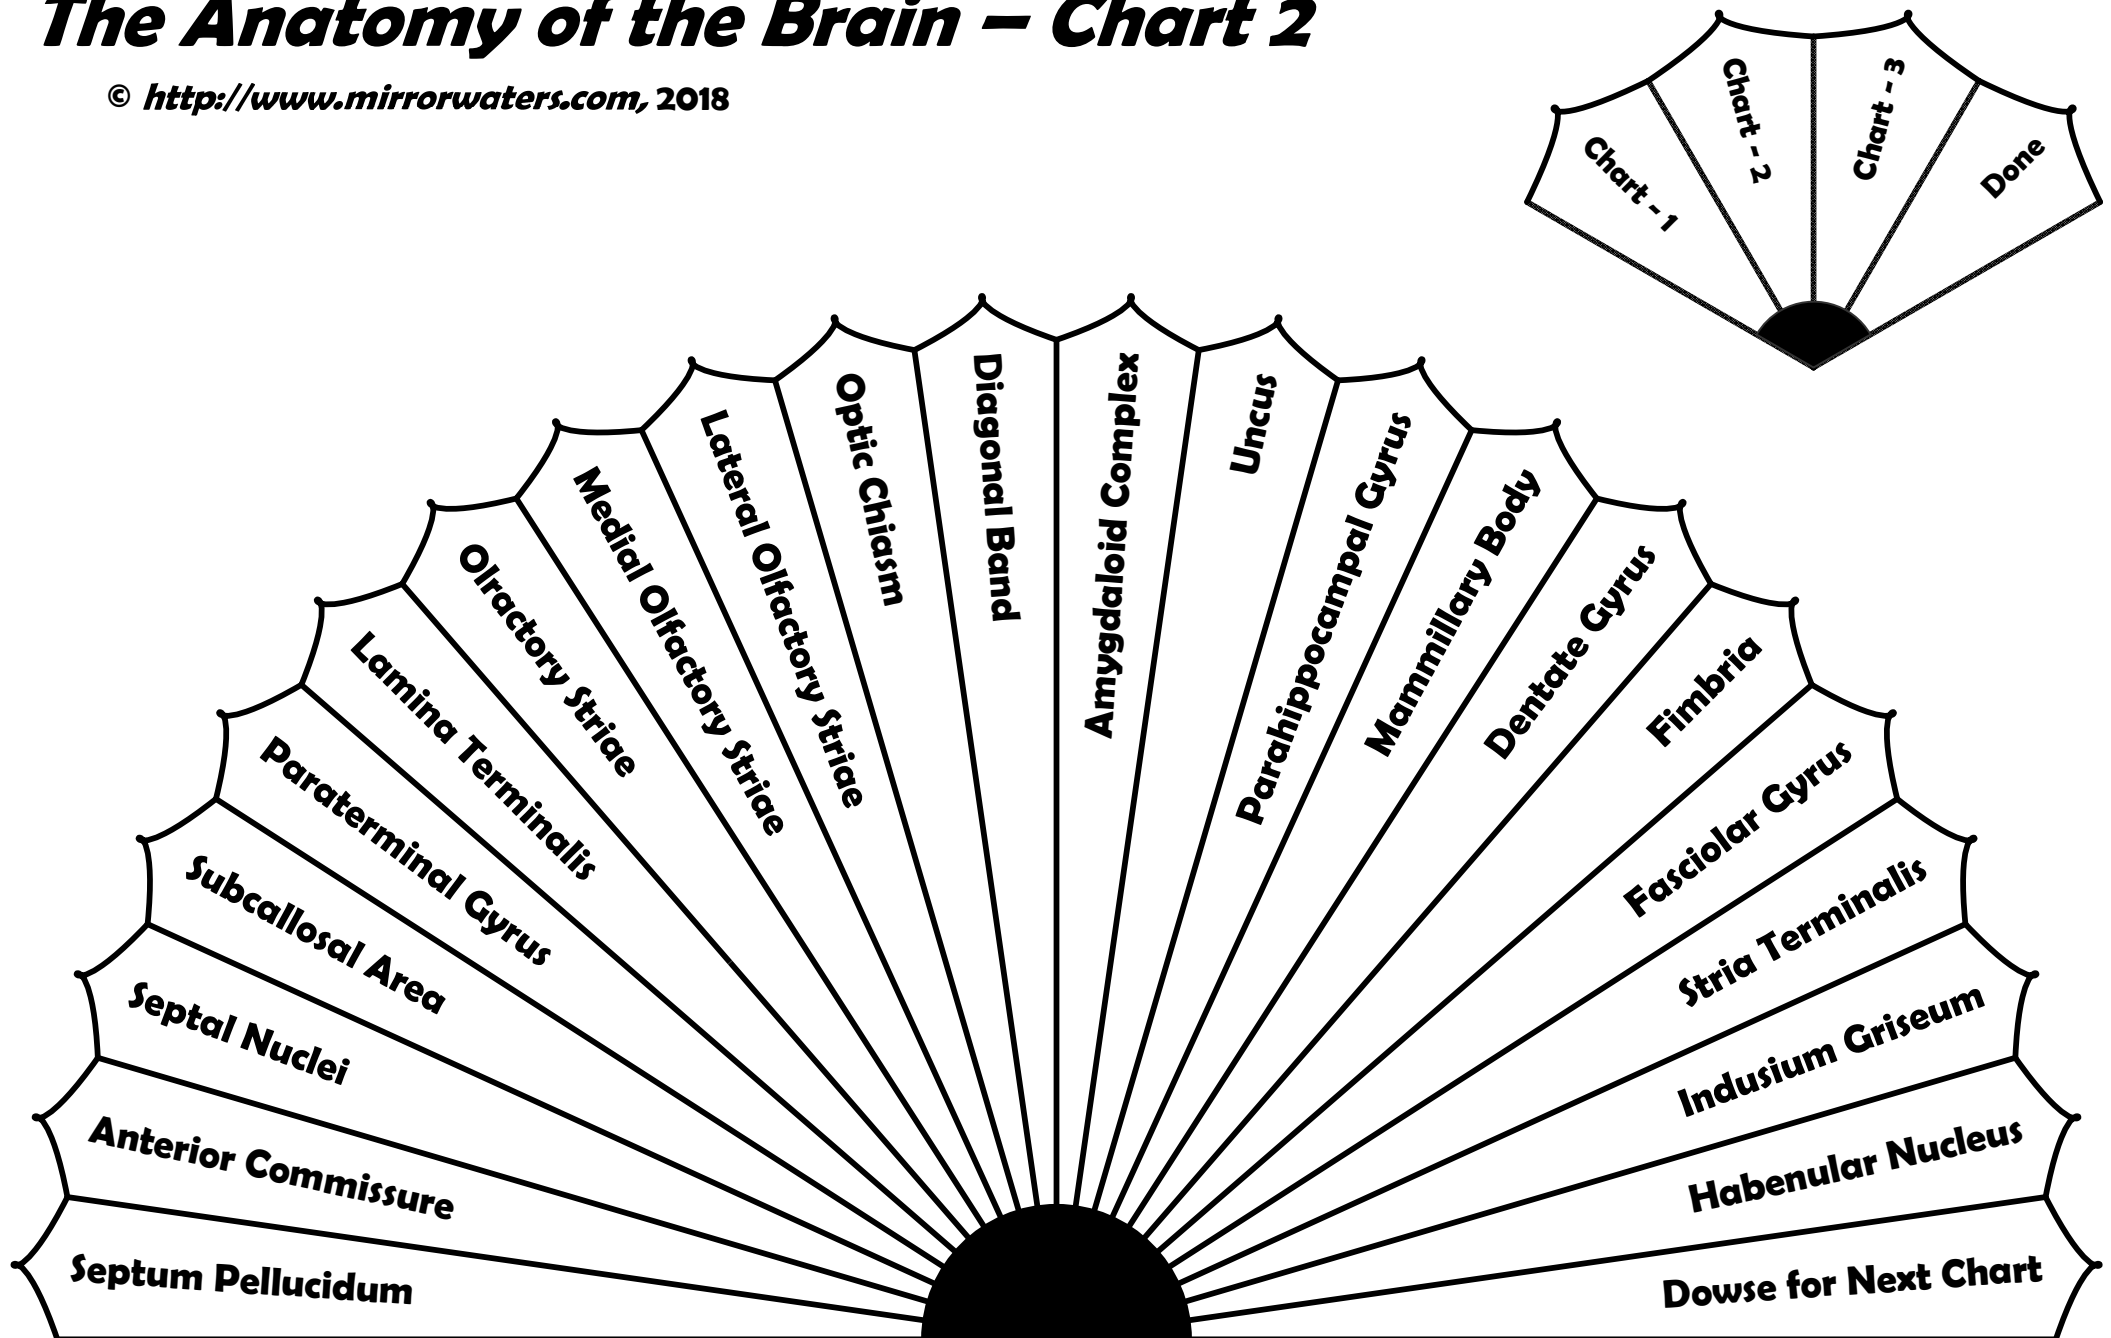 The Anatomy of the Brain – Chart 2
© http://www.mirrorwaters.com, 2018
Chart - 1
Chart - 2
Chart - 3
Done
Septum Pellucidum
Anterior Commissure
Septal Nuclei
Subcallosal Area
Paraterminal Gyrus
Lamina Terminalis
Olractory Striae
Medial Olfactory Striae
Lateral Olfactory Striae
Optic Chiasm
Diagonal Band
Amygdaloid Complex
Uncus
Parahippocampal Gyrus
Mammillary Body
Dentate Gyrus
Fimbria
Fasciolar Gyrus
Stria Terminalis
Indusium Griseum
Habenular Nucleus
Dowse for Next Chart